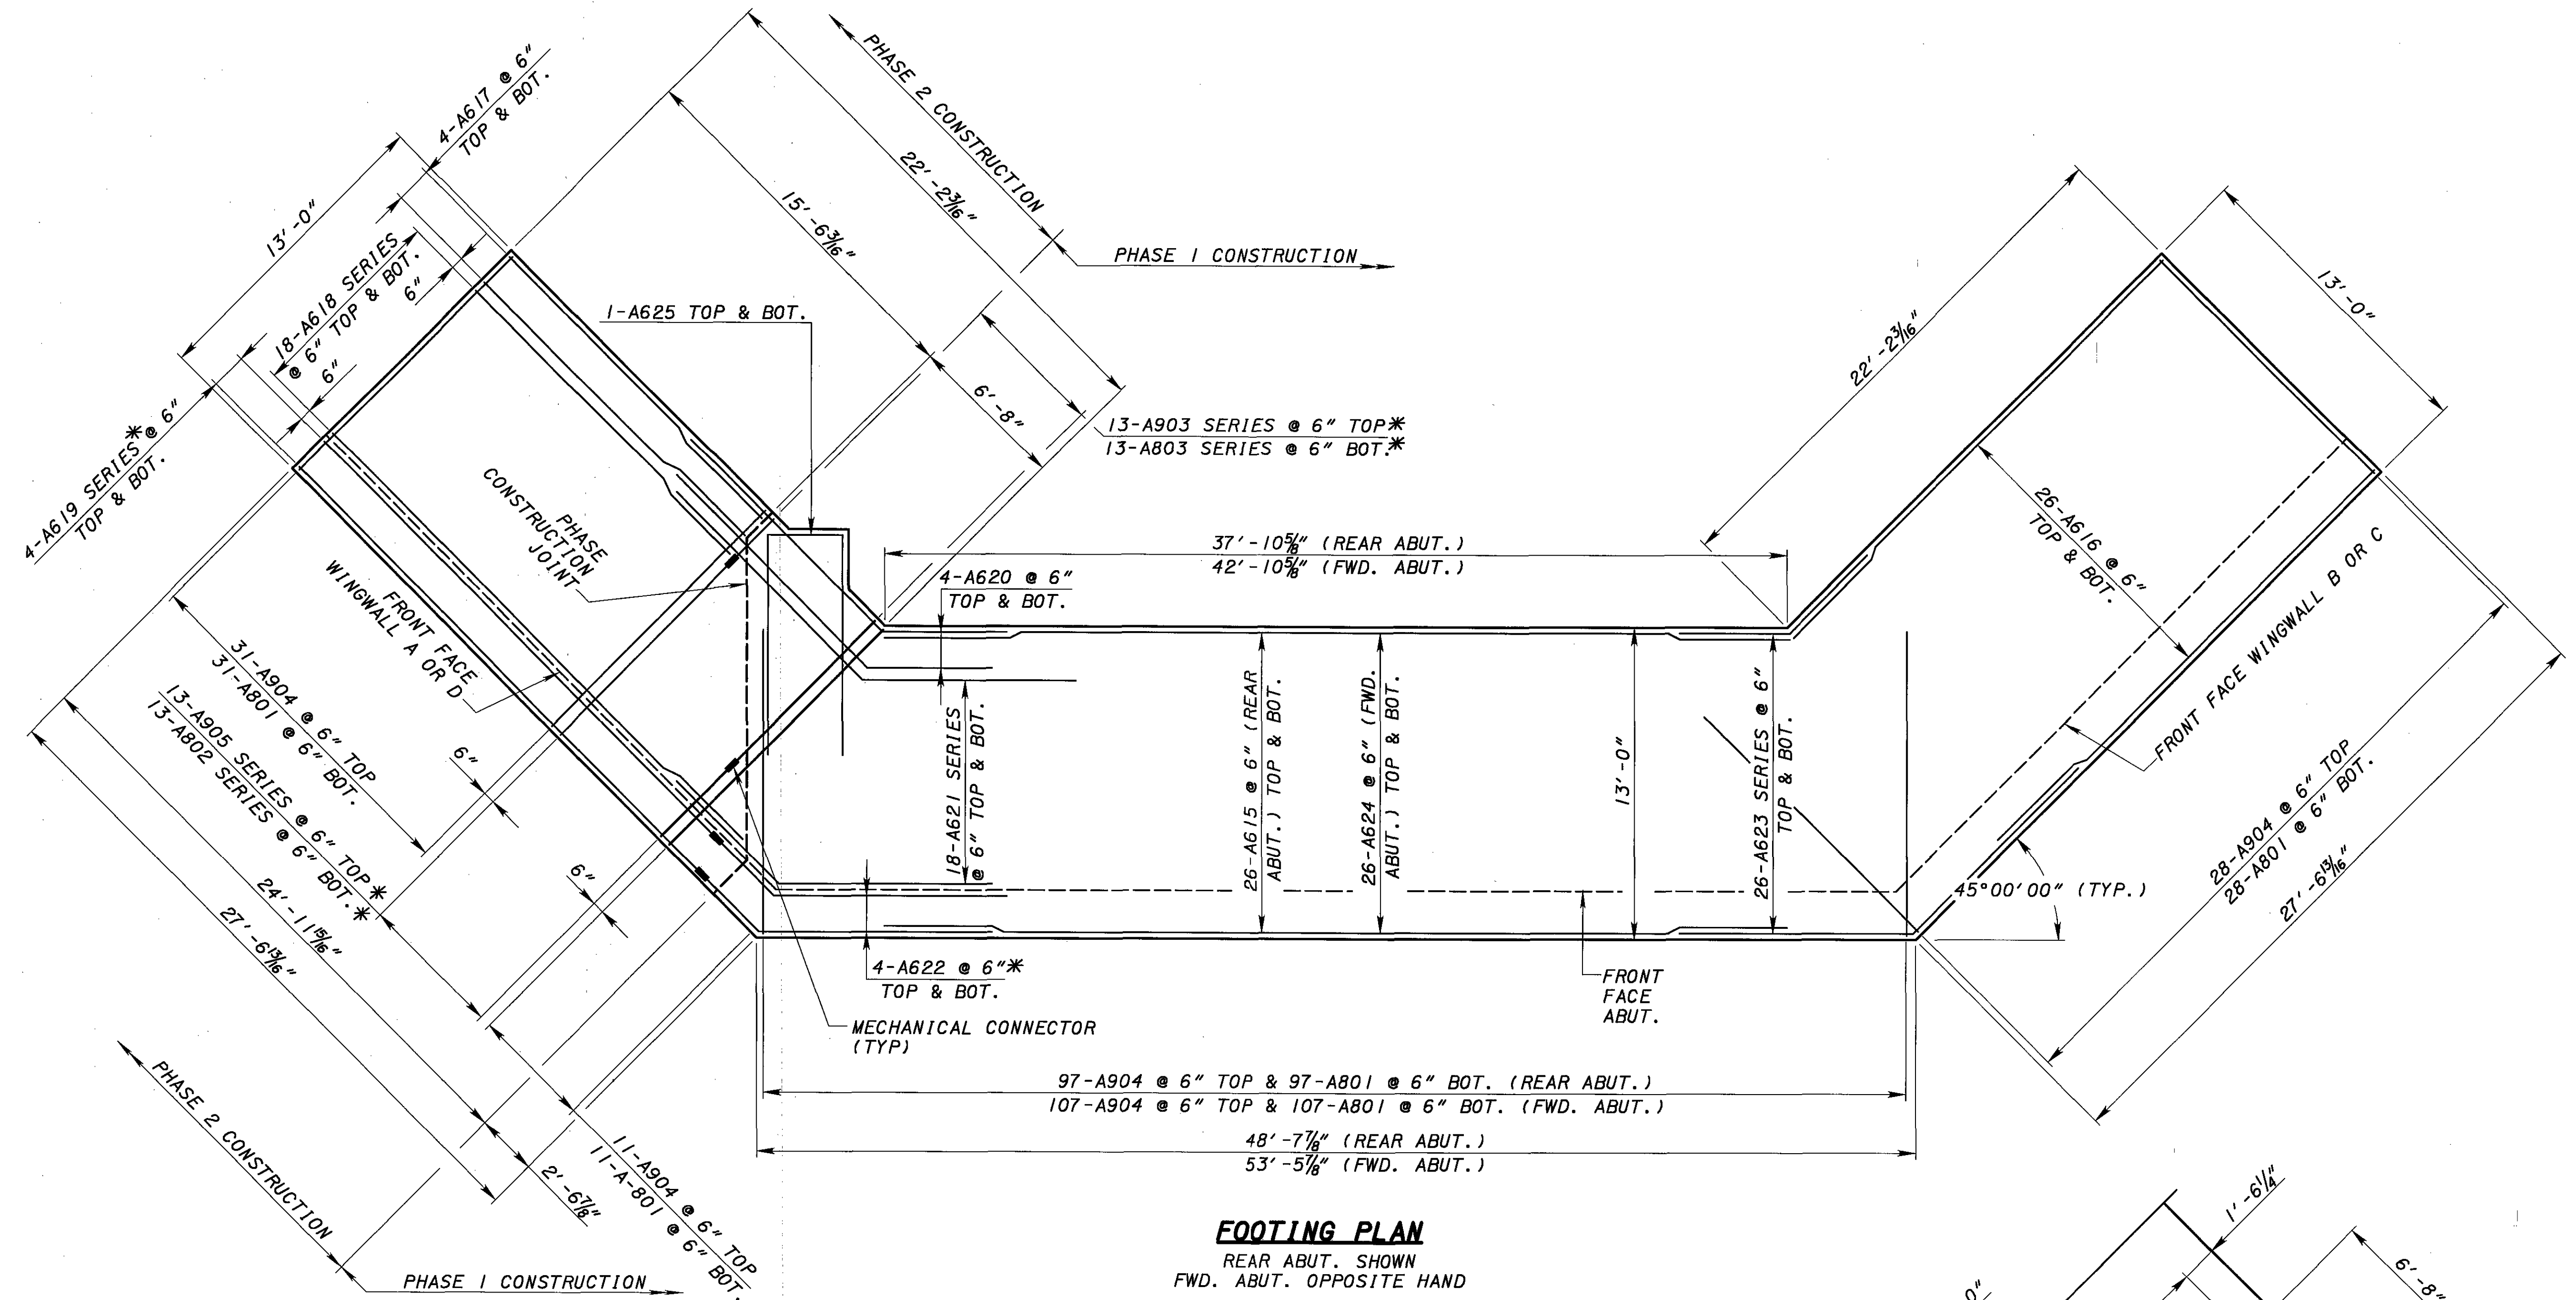 4-A617 @ 6"
TOP & BOT.
13'-0"
18-A618 SERIES
@ 6" TOP & BOT.
6"
6"
4-A619 SERIES* @ 6"
TOP & BOT.
PHASE 2 CONSTRUCTION
PHASE 1 CONSTRUCTION
22'-2 3/16"
15'-6 3/16"
6'-8"
1-A625 TOP & BOT.
13-A903 SERIES @ 6" TOP*
13-A803 SERIES @ 6" BOT.*
PHASE
CONSTRUCTION
JOINT
FRONT FACE
WINGWALL A OR D
37'-10 5/8" (REAR ABUT.)
42'-10 5/8" (FWD. ABUT.)
4-A620 @ 6"
TOP & BOT.
22'-2 3/16"
13'-0"
26-A616 @ 6"
TOP & BOT.
FRONT FACE WINGWALL B OR C
31-A904 @ 6" TOP
31-A801 @ 6" BOT.
13-A905 SERIES @ 6" TOP*
13-A802 SERIES @ 6" BOT.*
6"
6"
24'-11 15/16"
27'-6 13/16"
18-A621 SERIES
@ 6" TOP & BOT.
26-A615 @ 6" (REAR
ABUT.) TOP & BOT.
26-A624 @ 6" (FWD.
ABUT.) TOP & BOT.
13'-0"
26-A623 SERIES @ 6"
TOP & BOT.
45°00'00" (TYP.)
28-A904 @ 6" TOP
28-A801 @ 6" BOT.
27'-6 13/16"
4-A622 @ 6"*
TOP & BOT.
MECHANICAL CONNECTOR
(TYP)
FRONT
FACE
ABUT.
97-A904 @ 6" TOP & 97-A801 @ 6" BOT. (REAR ABUT.)
107-A904 @ 6" TOP & 107-A801 @ 6" BOT. (FWD. ABUT.)
48'-7 7/8" (REAR ABUT.)
53'-5 7/8" (FWD. ABUT.)
PHASE 2 CONSTRUCTION
PHASE 1 CONSTRUCTION
2'-6 7/8"
11-A904 @ 6" TOP
11-A-801 @ 6" BOT.
FOOTING PLAN
REAR ABUT. SHOWN
FWD. ABUT. OPPOSITE HAND
1'-6 1/4"
6'-8"